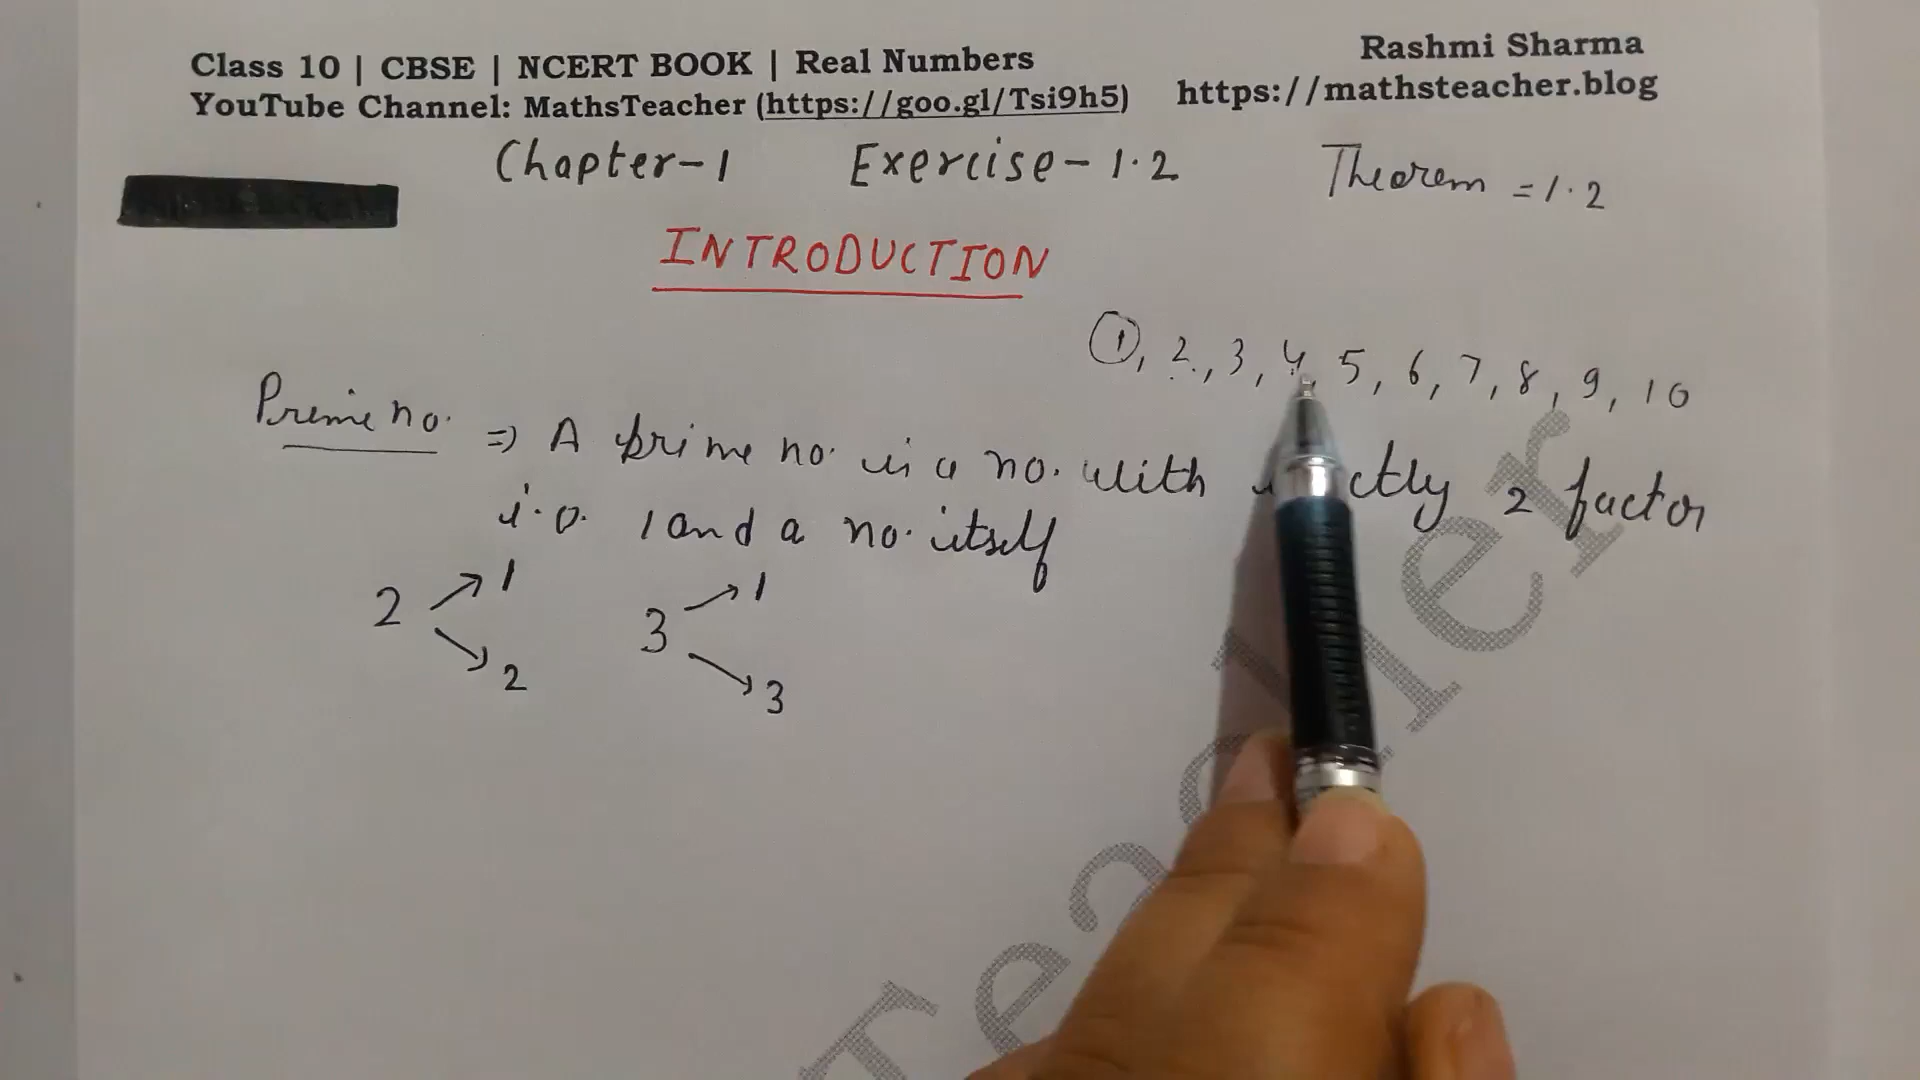 Class 10 | CBSE | NCERT BOOK | Real Numbers
Rashmi Sharma
YouTube Channel: MathsTeacher (https://goo.gl/Tsi9h5)
https://mathsteacher.blog
Chapter-1 Exercise-1.2 Theorem = 1.2
INTRODUCTION
1, 2, 3, 4, 5, 6, 7, 8, 9, 10
Prime no. => A prime no. is a no. with ctly 2 factor
i.e. 1 and a no. itself
2 1 3 1
2 3
Teacher